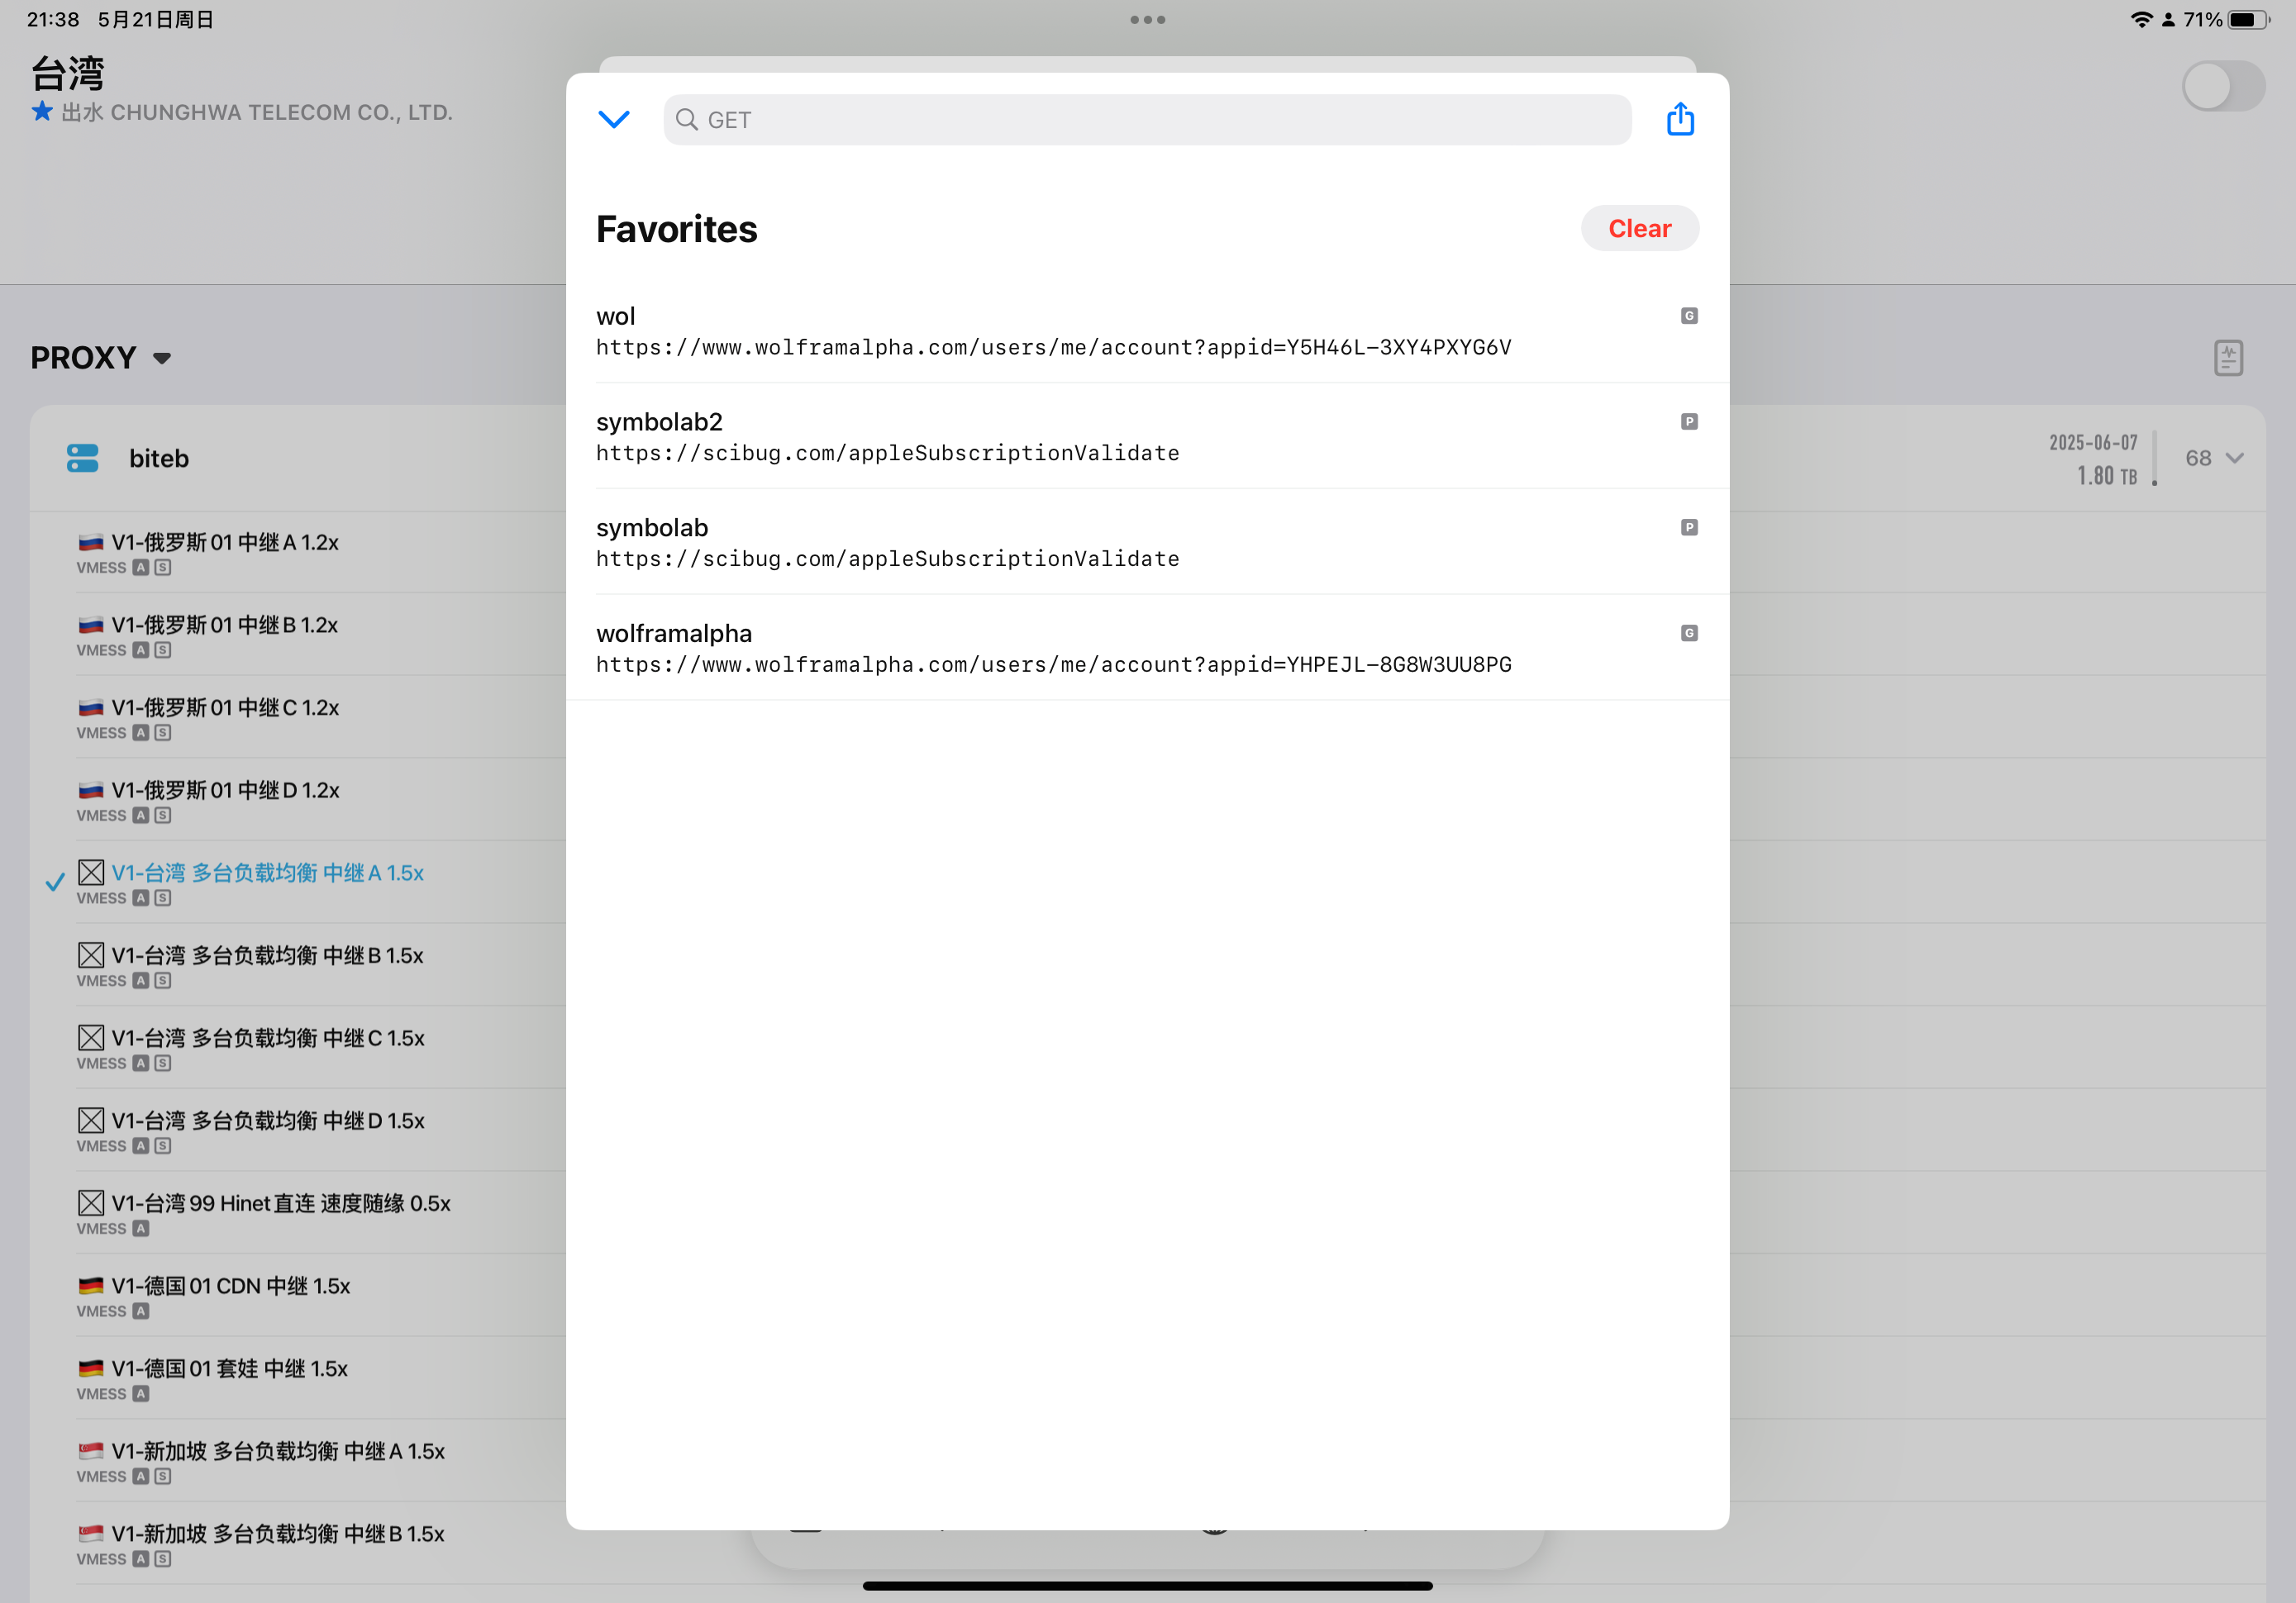 21:38 5月21日周日
71%
台湾
出水 CHUNGHWA TELECOM CO., LTD.
GET
Favorites
Clear
wol
G
https://www.wolframalpha.com/users/me/account?appid=Y5H46L-3XY4PXYG6V
symbolab2
P
https://scibug.com/appleSubscriptionValidate
symbolab
P
https://scibug.com/appleSubscriptionValidate
wolframalpha
G
https://www.wolframalpha.com/users/me/account?appid=YHPEJL-8G8W3UU8PG
PROXY
biteb
2025-06-07
1.80 TB
68
V1-俄罗斯 01 中继 A 1.2x
VMESS A S
V1-俄罗斯 01 中继 B 1.2x
VMESS A S
V1-俄罗斯 01 中继 C 1.2x
VMESS A S
V1-俄罗斯 01 中继 D 1.2x
VMESS A S
V1-台湾 多台负载均衡 中继 A 1.5x
VMESS A S
V1-台湾 多台负载均衡 中继 B 1.5x
VMESS A S
V1-台湾 多台负载均衡 中继 C 1.5x
VMESS A S
V1-台湾 多台负载均衡 中继 D 1.5x
VMESS A S
V1-台湾 99 Hinet 直连 速度随缘 0.5x
VMESS A
V1-德国 01 CDN 中继 1.5x
VMESS A
V1-德国 01 套娃 中继 1.5x
VMESS A
V1-新加坡 多台负载均衡 中继 A 1.5x
VMESS A S
V1-新加坡 多台负载均衡 中继 B 1.5x
VMESS A S